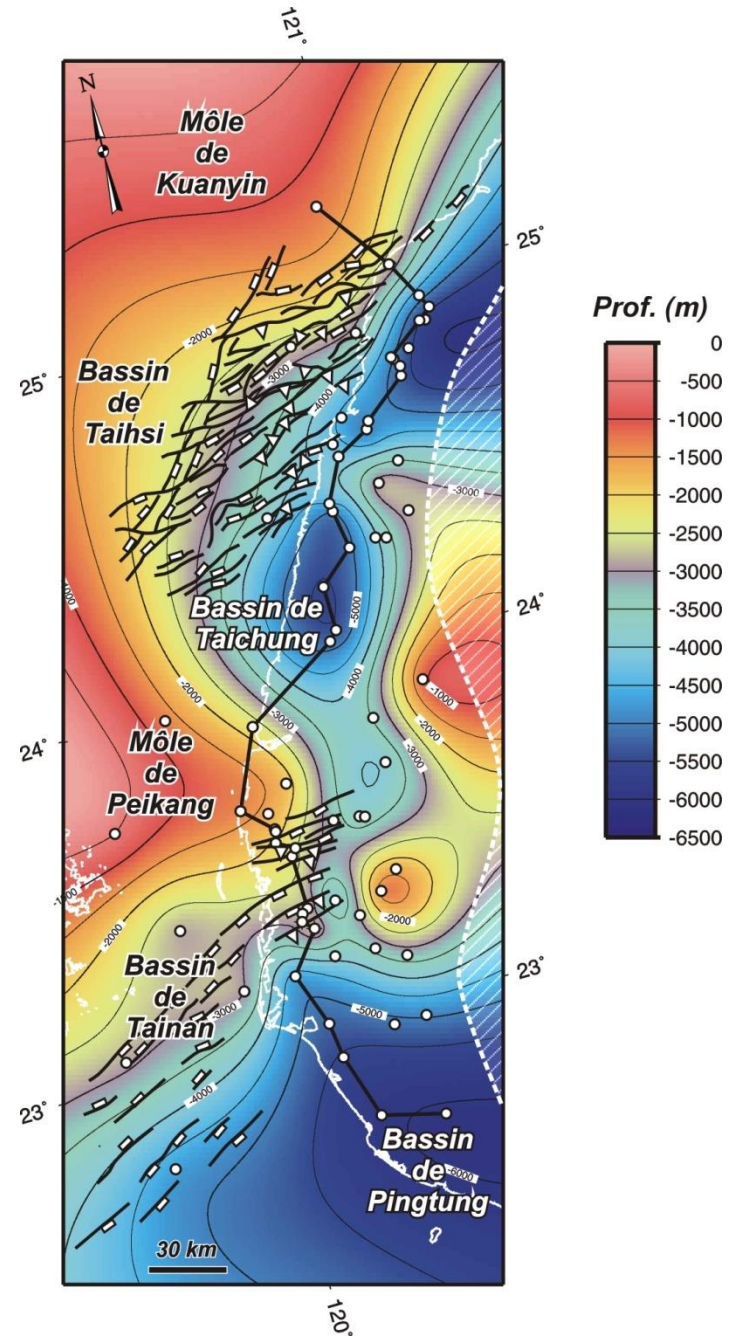 121°
N
Môle
de
Kuanyin
25°
Prof. (m)
0
-500
-1000
-1500
-2000
-2500
-3000
-3500
-4000
-4500
-5000
-5500
-6000
-6500
-2000
Bassin
de
Taihsi
25°
-3000
-4000
-3000
24°
Bassin de
Taichung
-5000
-4000
-1000
-2000
-3000
-2000
-3000
24°
Môle
de
Peikang
-1000
-2000
-2000
23°
Bassin
de
Tainan
-3000
-5000
-4000
23°
Bassin
de
Pingtung
-6000
30 km
120°